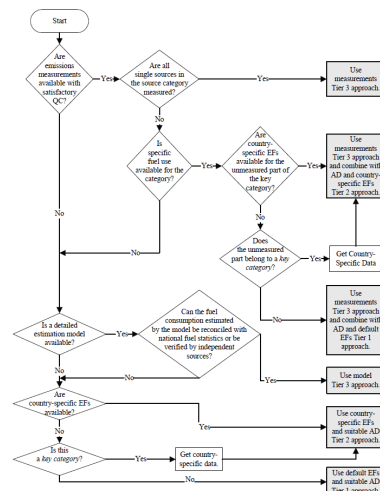 Start
Are
emissions
measurements
available with
satisfactory
QC?
Yes
Are all
single sources in
the source category
measured?
Yes
Use
measurements
Tier 3 approach.
No
No
Is
specific
fuel use
available for the
category?
Yes
Are
country-
specific EFs
available for the
unmeasured part of
the key
category?
Yes
Use
measurements
Tier 3 approach
and combine with
AD and country-
specific EFs
Tier 2 approach.
No
No
Does
the unmeasured
part belong to a key
category?
Yes
Get Country-
Specific Data
No
Use
measurements
Tier 3 approach
and combine with
AD and default
EFs Tier 1
approach.
Is a detailed
estimation model
available?
Yes
Can the fuel
consumption estimated
by the model be reconciled with
national fuel statistics or be
verified by independent
sources?
Yes
Use model
Tier 3 approach.
No
No
Are
country-specific EFs
available?
Yes
Use country-
specific EFs
and suitable AD
Tier 2 approach.
No
Is this
a key category?
Yes
Get country-
specific data.
No
Use default EFs
and suitable AD
Tier 1 approach.